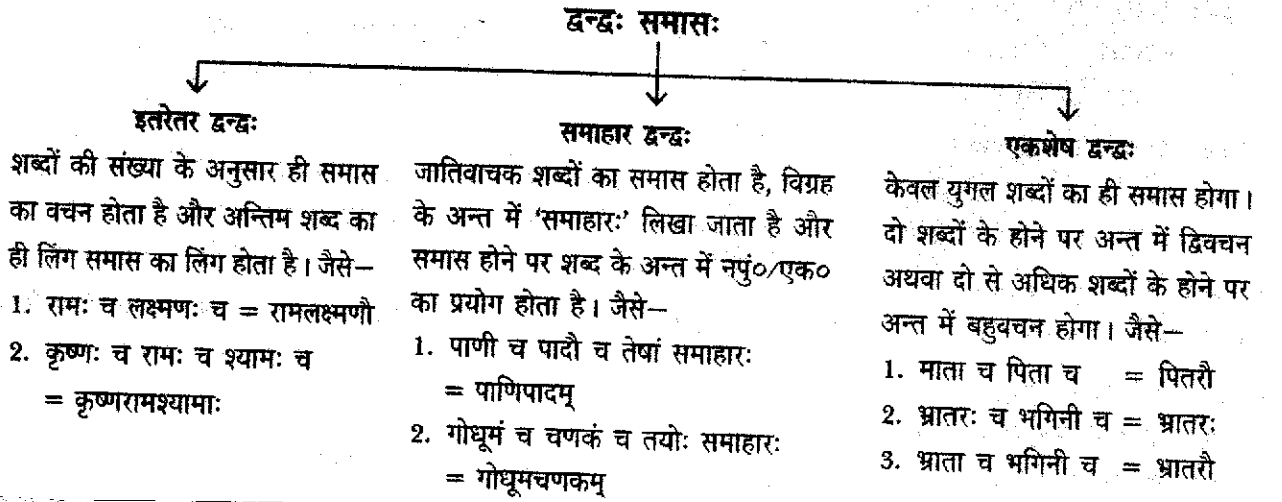 द्वन्द्वः समासः
इतरेतर द्वन्द्वः
शब्दों की संख्या के अनुसार ही समास
का वचन होता है और अन्तिम शब्द का
ही लिंग समास का लिंग होता है। जैसे–
1. रामः च लक्ष्मणः च = रामलक्ष्मणौ
2. कृष्णः च रामः च श्यामः च
= कृष्णरामश्यामाः
समाहार द्वन्द्वः
जातिवाचक शब्दों का समास होता है, विग्रह
के अन्त में ‘समाहारः’ लिखा जाता है और
समास होने पर शब्द के अन्त में नपुं०/एक०
का प्रयोग होता है। जैसे–
1. पाणी च पादौ च तेषां समाहारः
= पाणिपादम्
2. गोधूमं च चणकं च तयोः समाहारः
= गोधूमचणकम्
एकशेष द्वन्द्वः
केवल युगल शब्दों का ही समास होगा।
दो शब्दों के होने पर अन्त में द्विवचन
अथवा दो से अधिक शब्दों के होने पर
अन्त में बहुवचन होगा। जैसे–
1. माता च पिता च = पितरौ
2. भ्रातरः च भगिनी च = भ्रातरः
3. भ्राता च भगिनी च = भ्रातरौ